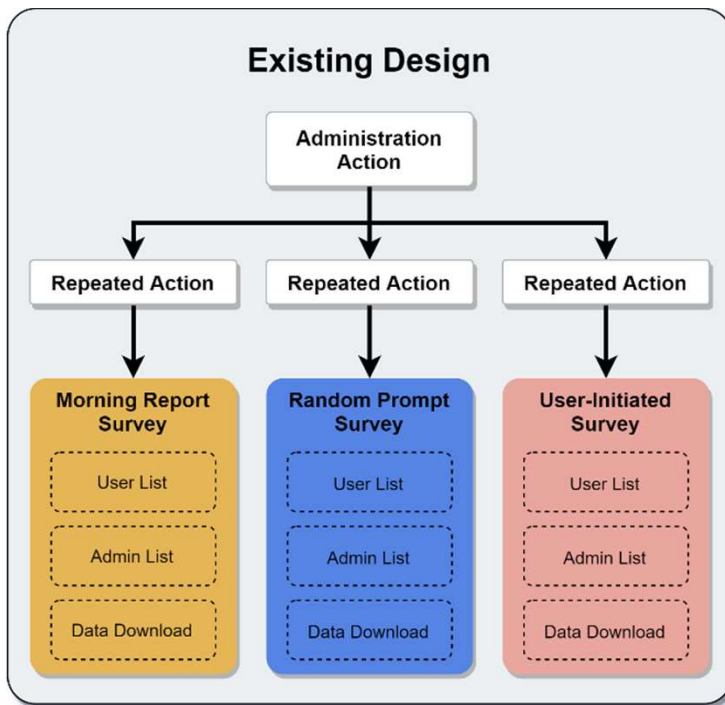 Existing Design
Administration
Action
Repeated Action
Repeated Action
Repeated Action
Morning Report
Survey
User List
Admin List
Data Download
Random Prompt
Survey
User List
Admin List
Data Download
User-Initiated
Survey
User List
Admin List
Data Download